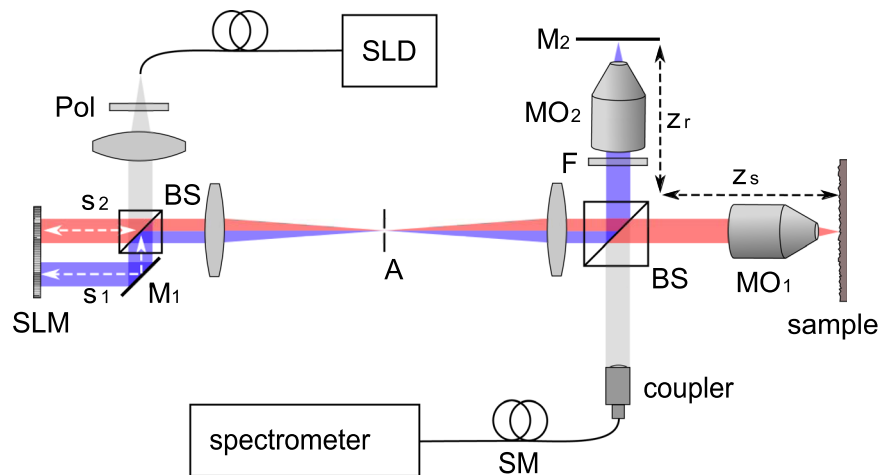 SLD
M2
Pol
MO2
zr
F
zs
s2
BS
s1
M1
A
BS
MO1
SLM
sample
coupler
spectrometer
SM